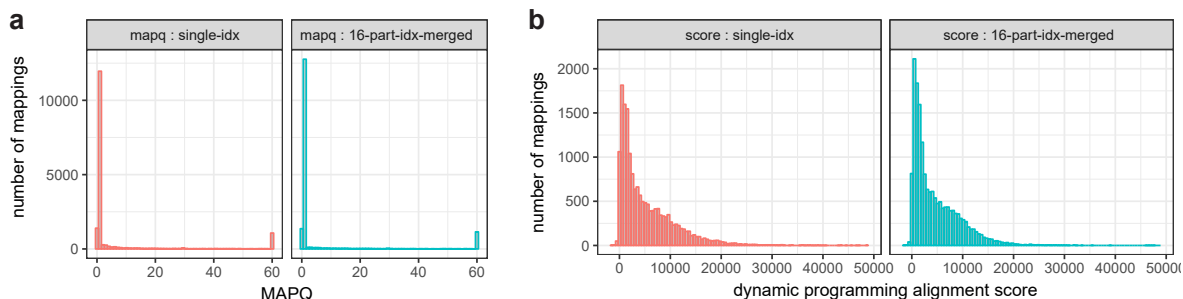 a
mapq : single-idx
mapq : 16-part-idx-merged
number of mappings
10000
5000
0
0 20 40 60
0 20 40 60
MAPQ
b
score : single-idx
score : 16-part-idx-merged
number of mappings
2000
1500
1000
500
0
0 10000 20000 30000 40000 50000
0 10000 20000 30000 40000 50000
dynamic programming alignment score